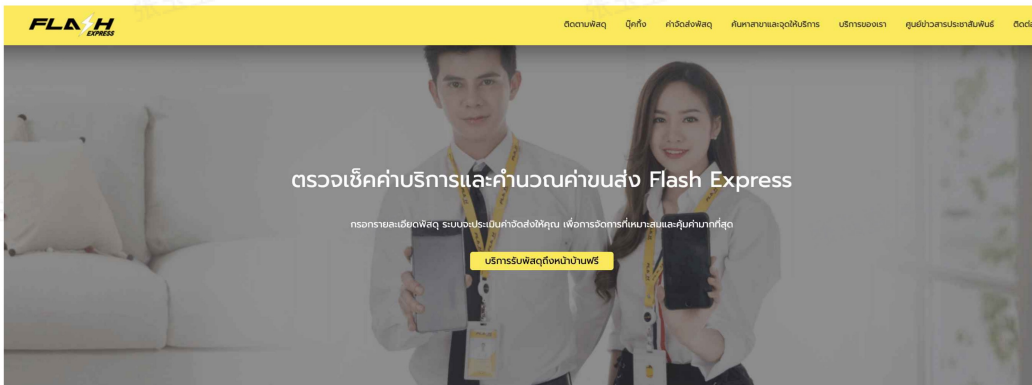 FLASH
EXPRESS
ติดตามพัสดุ บุ๊คกิ้ง ค่าจัดส่งพัสดุ ค้นหาสาขาและจุดให้บริการ บริการของเรา ศูนย์ข่าวสารประชาสัมพันธ์
ตรวจเช็คค่าบริการและคำนวณค่าขนส่ง Flash Express
กรอกรายละเอียดพัสดุ ระบบจะประเมินค่าจัดส่งให้คุณ เพื่อการจัดการที่เหมาะสมและคุ้มค่ามากที่สุด
บริการรับพัสดุถึงหน้าบ้านฟรี